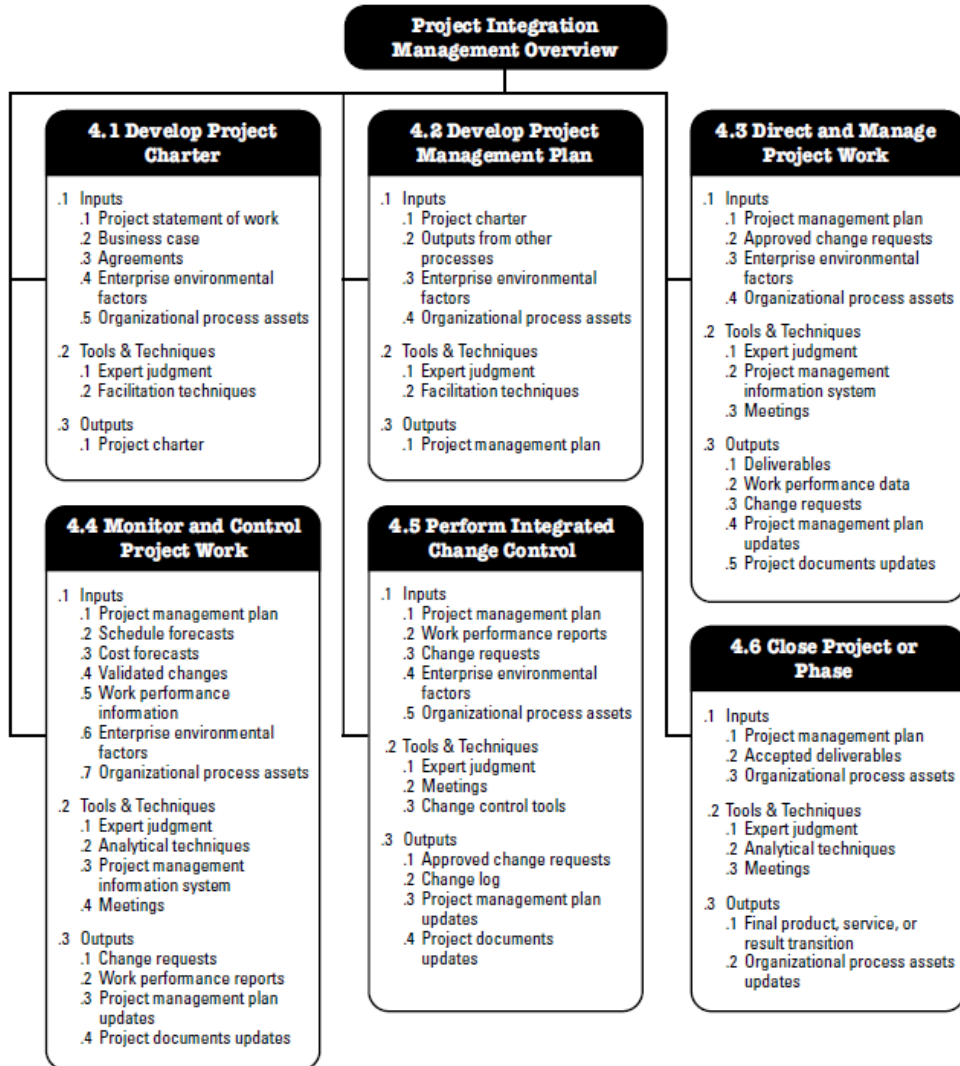 Project Integration
Management Overview
4.1 Develop Project
Charter
.1 Inputs
.1 Project statement of work
.2 Business case
.3 Agreements
.4 Enterprise environmental
factors
.5 Organizational process assets
.2 Tools & Techniques
.1 Expert judgment
.2 Facilitation techniques
.3 Outputs
.1 Project charter
4.2 Develop Project
Management Plan
.1 Inputs
.1 Project charter
.2 Outputs from other
processes
.3 Enterprise environmental
factors
.4 Organizational process assets
.2 Tools & Techniques
.1 Expert judgment
.2 Facilitation techniques
.3 Outputs
.1 Project management plan
4.3 Direct and Manage
Project Work
.1 Inputs
.1 Project management plan
.2 Approved change requests
.3 Enterprise environmental
factors
.4 Organizational process assets
.2 Tools & Techniques
.1 Expert judgment
.2 Project management
information system
.3 Meetings
.3 Outputs
.1 Deliverables
.2 Work performance data
.3 Change requests
.4 Project management plan
updates
.5 Project documents updates
4.4 Monitor and Control
Project Work
.1 Inputs
.1 Project management plan
.2 Schedule forecasts
.3 Cost forecasts
.4 Validated changes
.5 Work performance
information
.6 Enterprise environmental
factors
.7 Organizational process assets
.2 Tools & Techniques
.1 Expert judgment
.2 Analytical techniques
.3 Project management
information system
.4 Meetings
.3 Outputs
.1 Change requests
.2 Work performance reports
.3 Project management plan
updates
.4 Project documents updates
4.5 Perform Integrated
Change Control
.1 Inputs
.1 Project management plan
.2 Work performance reports
.3 Change requests
.4 Enterprise environmental
factors
.5 Organizational process assets
.2 Tools & Techniques
.1 Expert judgment
.2 Meetings
.3 Change control tools
.3 Outputs
.1 Approved change requests
.2 Change log
.3 Project management plan
updates
.4 Project documents
updates
4.6 Close Project or
Phase
.1 Inputs
.1 Project management plan
.2 Accepted deliverables
.3 Organizational process assets
.2 Tools & Techniques
.1 Expert judgment
.2 Analytical techniques
.3 Meetings
.3 Outputs
.1 Final product, service, or
result transition
.2 Organizational process assets
updates